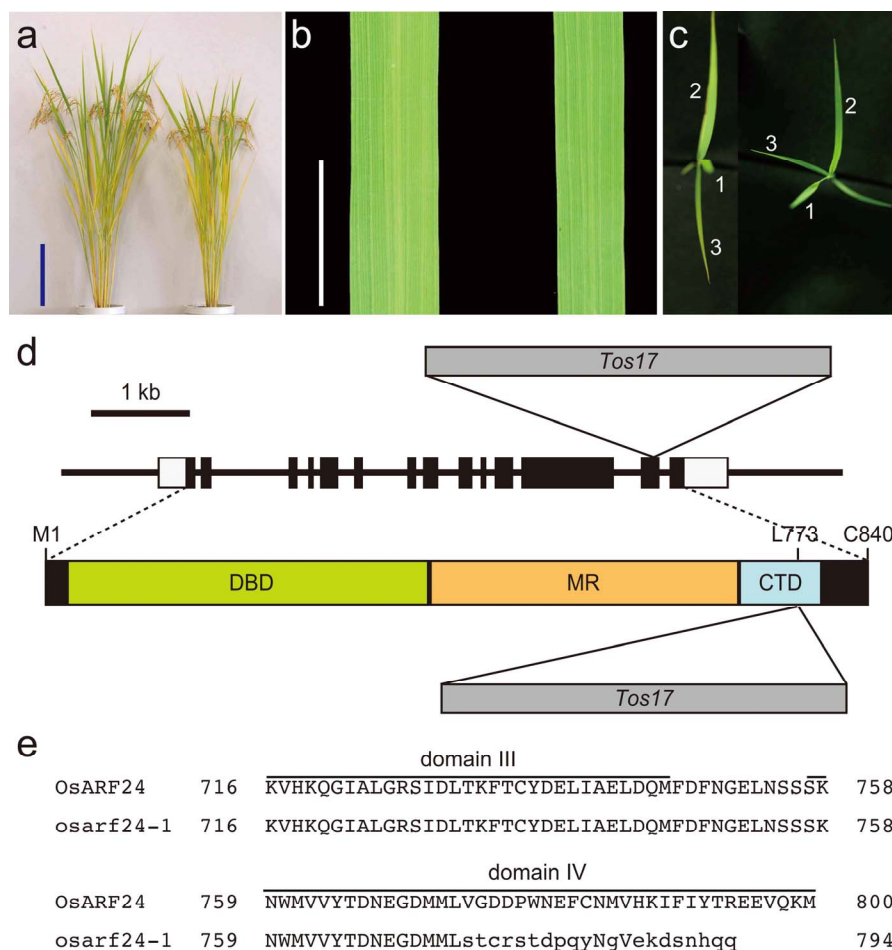 a
b
c
2
1
3
2
3
1
d
Tos17
1 kb
M1
L773
C840
DBD
MR
CTD
Tos17
e
domain III
OsARF24 716 KVHKQGIALGRSIDLTKFTCYDELIAELDQMFDFNGELNSSSK 758
osarf24-1 716 KVHKQGIALGRSIDLTKFTCYDELIAELDQMFDFNGELNSSSK 758
domain IV
OsARF24 759 NWMVVYTDNEGDMMLVGDDPWNEFCNMVHKIFIYTREEVQKM 800
osarf24-1 759 NWMVVYTDNEGDMMLstcrstdpqyNgVekdsnhqq 794